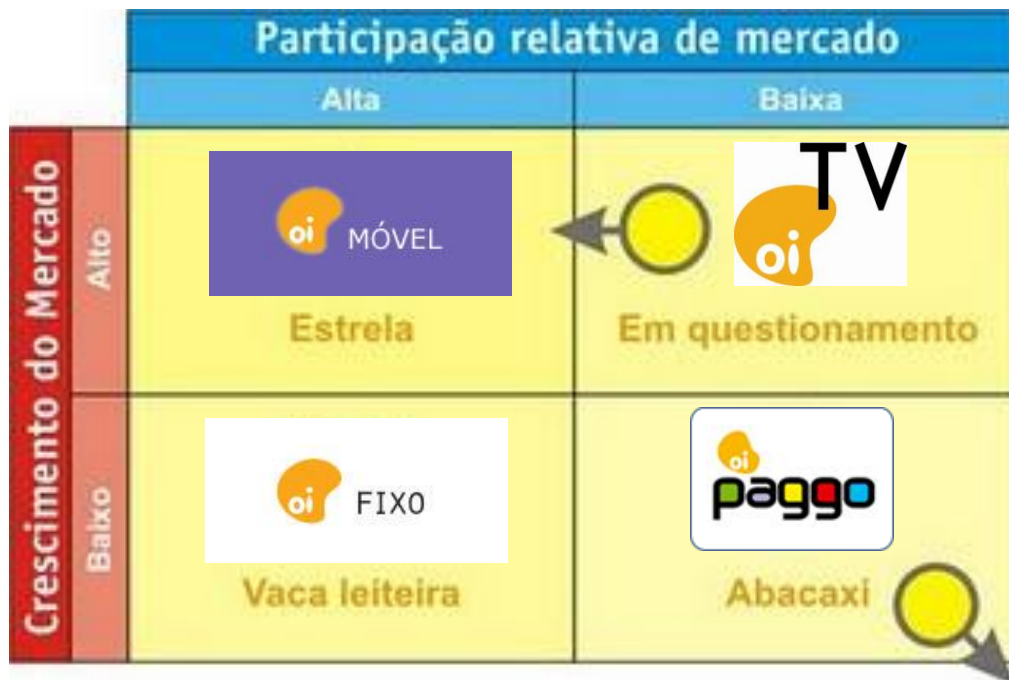 Participação relativa de mercado
Alta
Baixa
Crescimento do Mercado
Alto
oi MÓVEL
Estrela
oi TV
Em questionamento
Baixo
oi FIXO
Vaca leiteira
oi paggo
Abacaxi